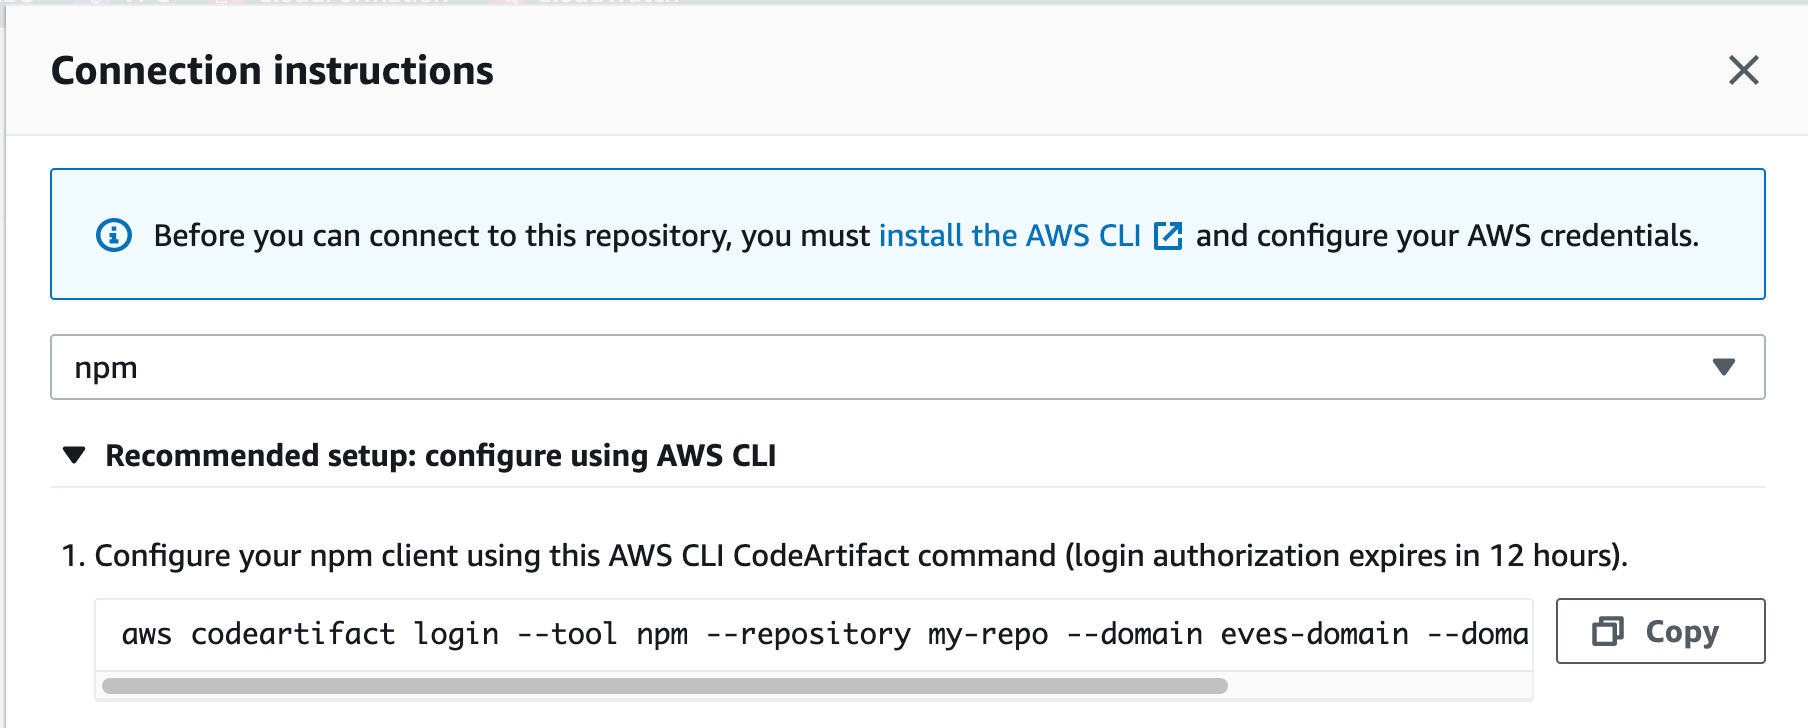 Connection instructions
Before you can connect to this repository, you must install the AWS CLI and configure your AWS credentials.
npm
Recommended setup: configure using AWS CLI
1. Configure your npm client using this AWS CLI CodeArtifact command (login authorization expires in 12 hours).
aws codeartifact login --tool npm --repository my-repo --domain eves-domain --doma
Copy